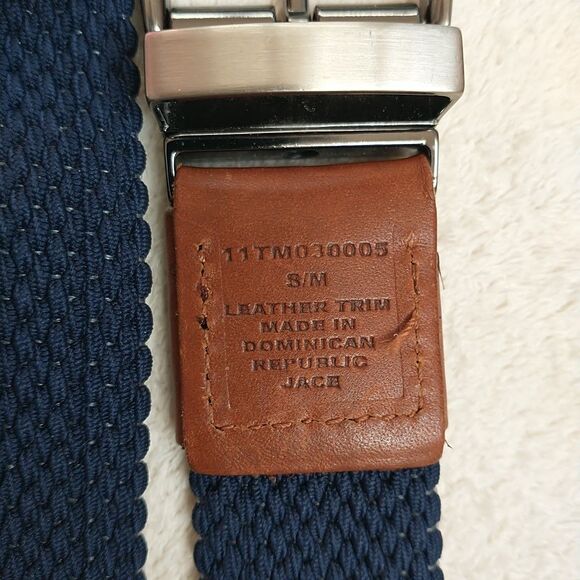 11TM030005
S/M
LEATHER TRIM
MADE IN
DOMINICAN
REPUBLIC
JACE